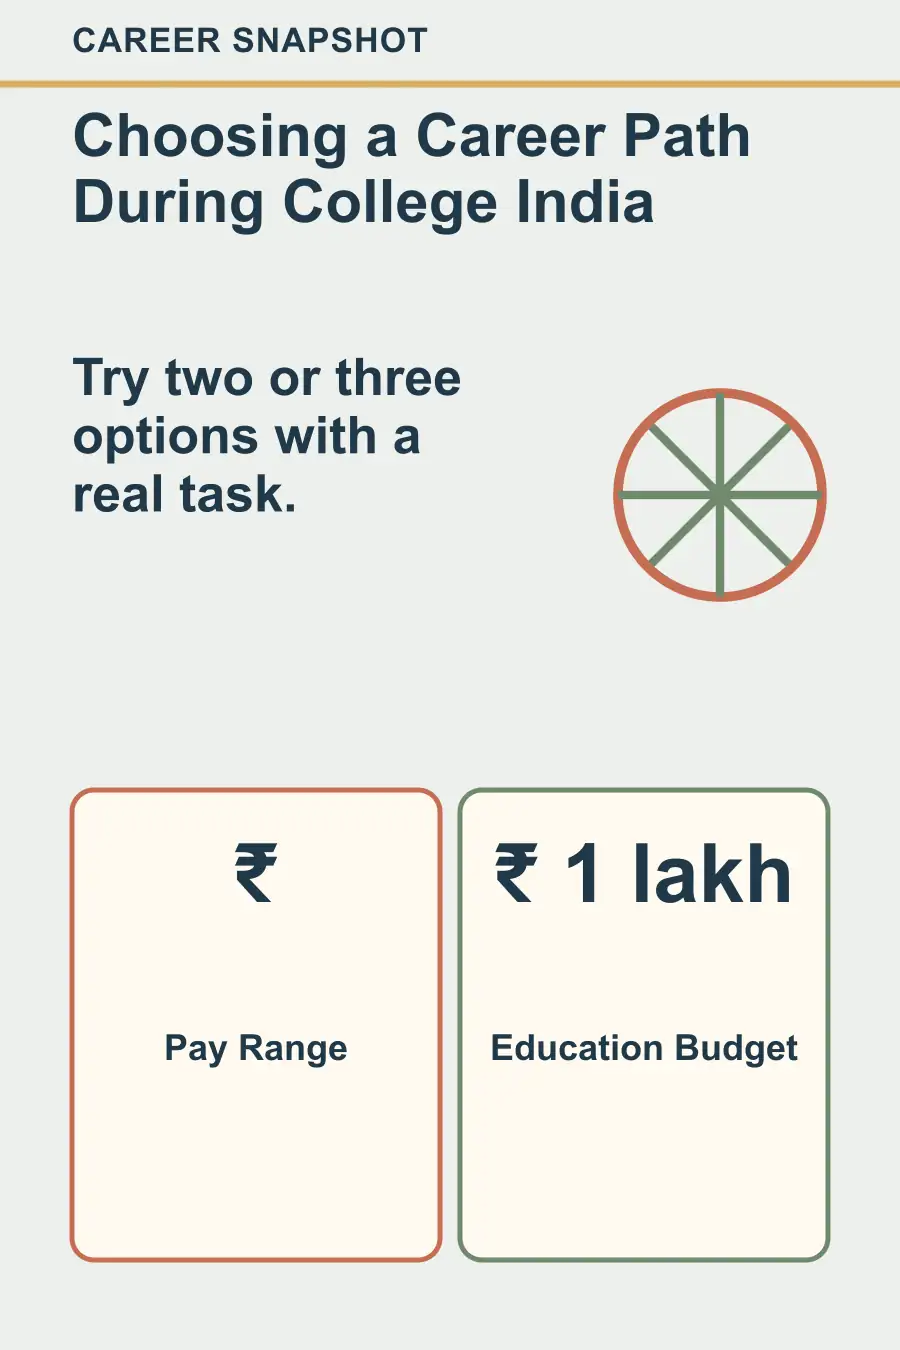 CAREER SNAPSHOT
Choosing a Career Path
During College India
Try two or three
options with a
real task.
₹
₹ 1 lakh
Pay Range
Education Budget